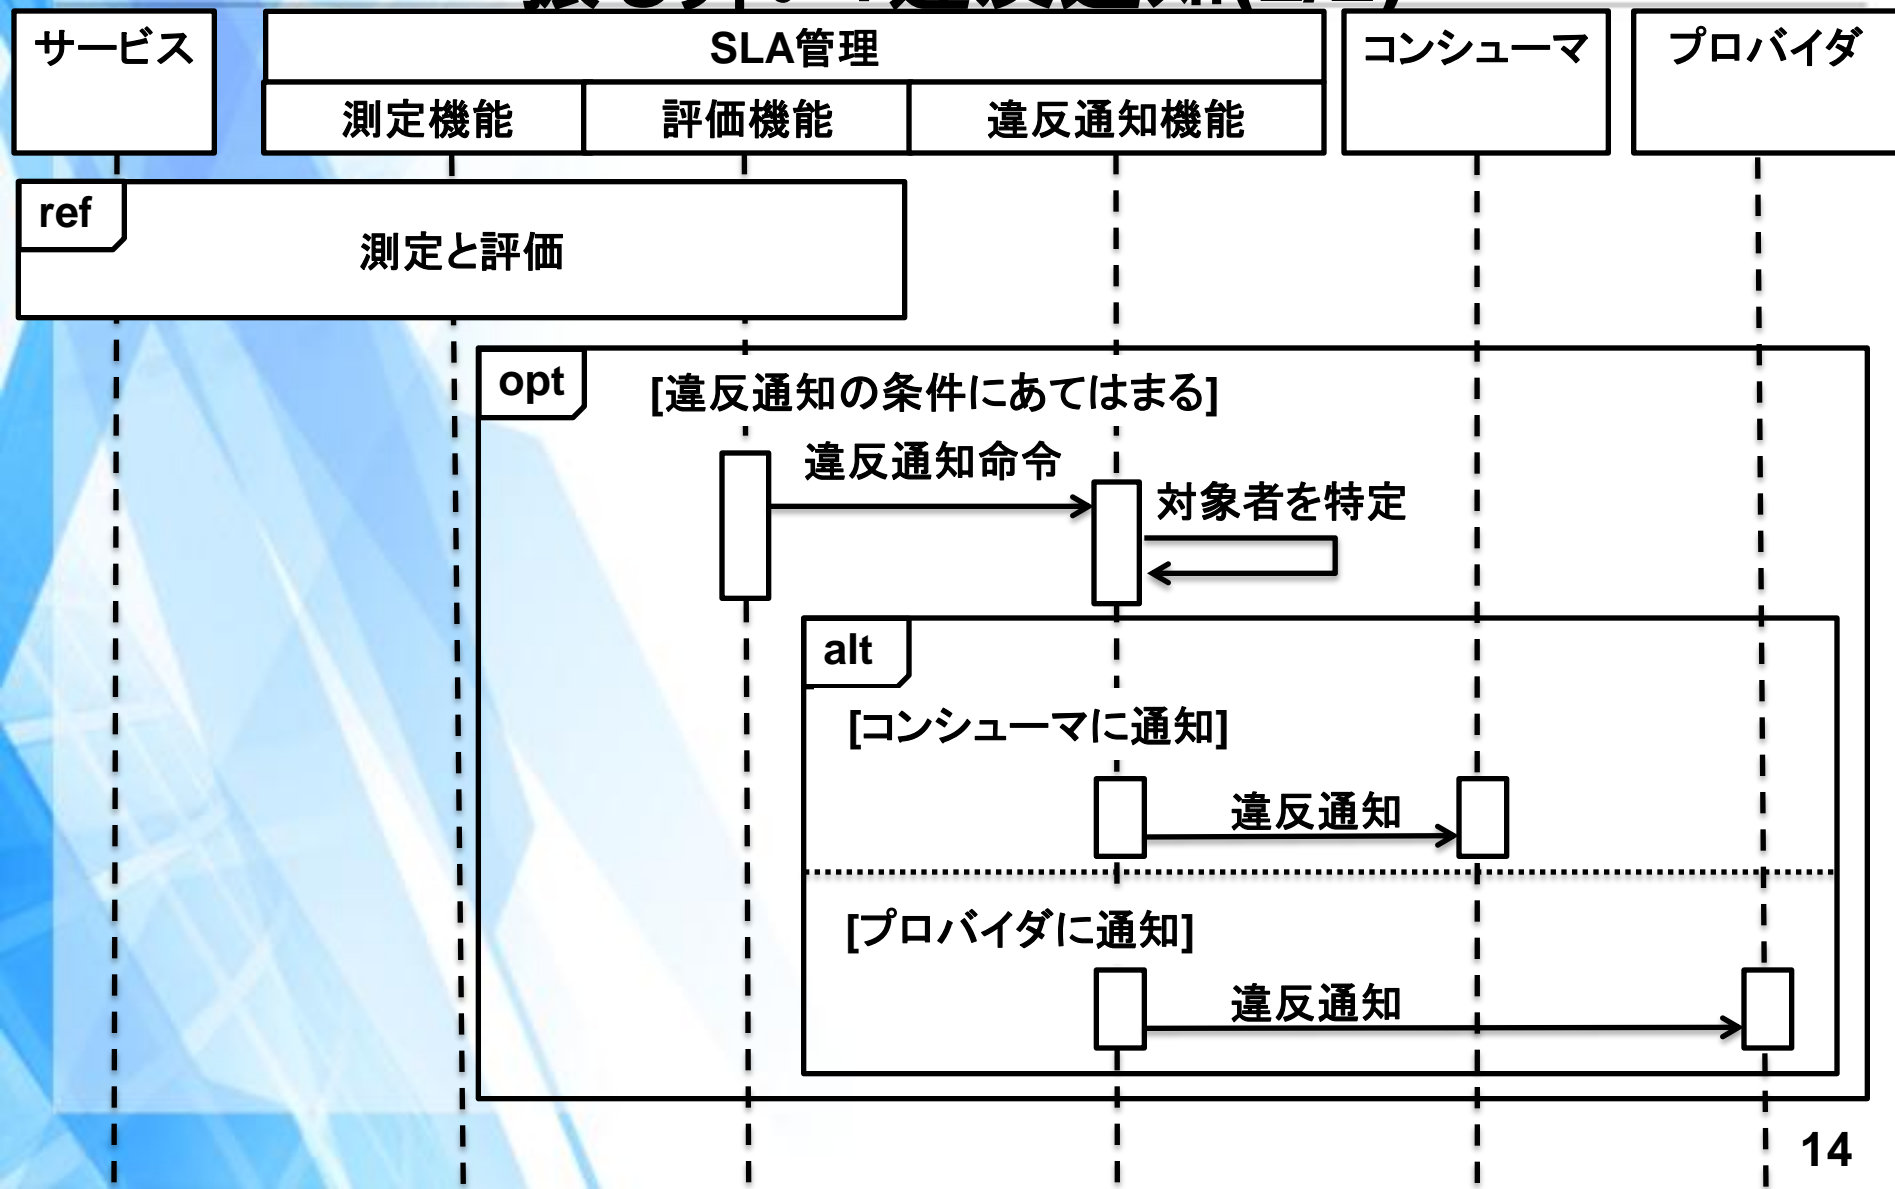 サービス
SLA管理
コンシューマ
プロバイダ
測定機能
評価機能
違反通知機能
ref
測定と評価
opt
[違反通知の条件にあてはまる]
違反通知命令
対象者を特定
alt
[コンシューマに通知]
違反通知
[プロバイダに通知]
違反通知
14